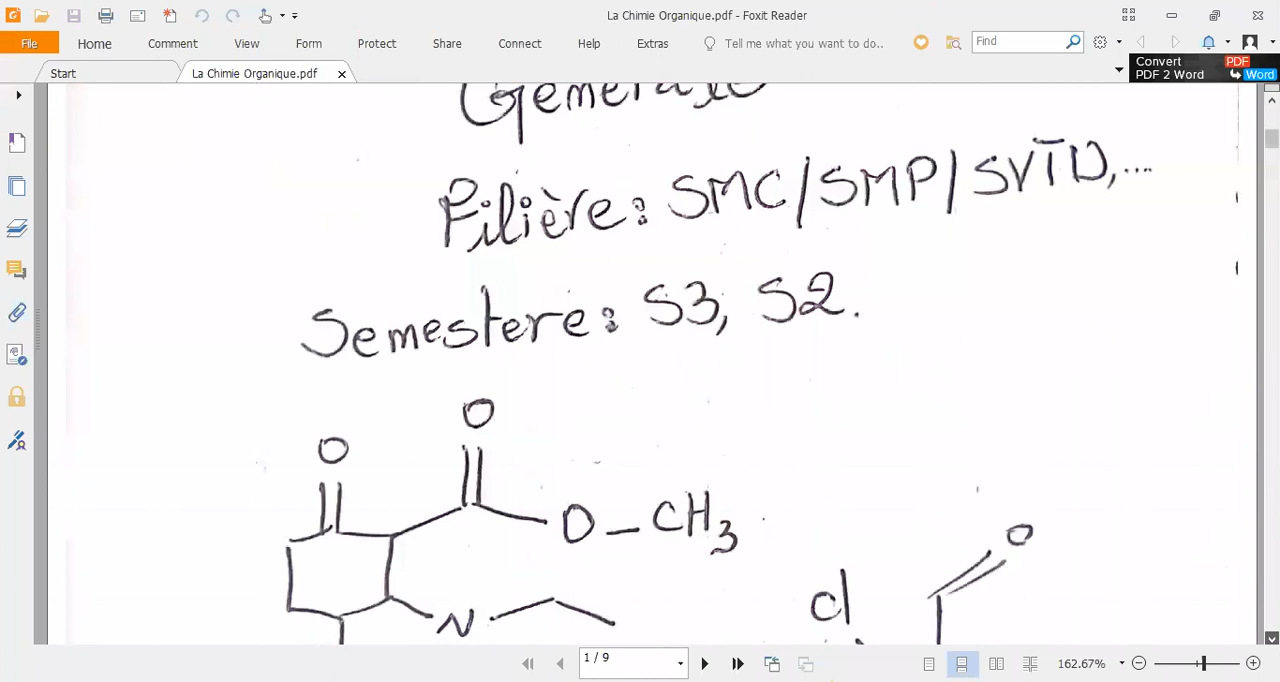 La Chimie Organique.pdf - Foxit Reader
File Home Comment View Form Protect Share Connect Help Extras Tell me what you want to do.. Find
Start La Chimie Organique.pdf
Convert PDF
PDF 2 Word Word
Generale
Filière: SMC/SMP/SVTU,....
Semestere: S3, S2.
O
O
O-CH3
O
N
cl
1 / 9
162.67%